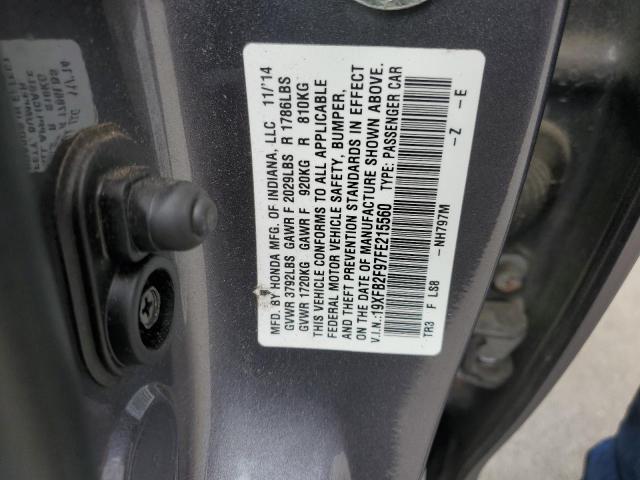 MFD. BY HONDA MFG. OF INDIANA, LLC 11/'14
GVWR 3792LBS GAWR F 2029LBS R 1786LBS
GVWR 1720KG GAWR F 920KG R 810KG
THIS VEHICLE CONFORMS TO ALL APPLICABLE
FEDERAL MOTOR VEHICLE SAFETY, BUMPER,
AND THEFT PREVENTION STANDARDS IN EFFECT
ON THE DATE OF MANUFACTURE SHOWN ABOVE.
V.I.N.:19XFB2F97FE215560 TYPE: PASSENGER CAR
-NH797M -Z -E
TR3 F LS8